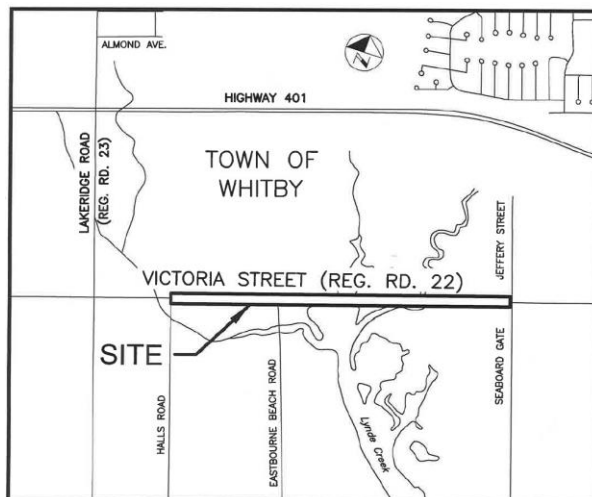 ALMOND AVE.
HIGHWAY 401
LAKERIDGE ROAD
(REG. RD. 23)
TOWN OF
WHITBY
JEFFERY STREET
VICTORIA STREET (REG. RD. 22)
SITE
HALLS ROAD
EASTBOURNE BEACH ROAD
Lynde Creek
SEABOARD GATE